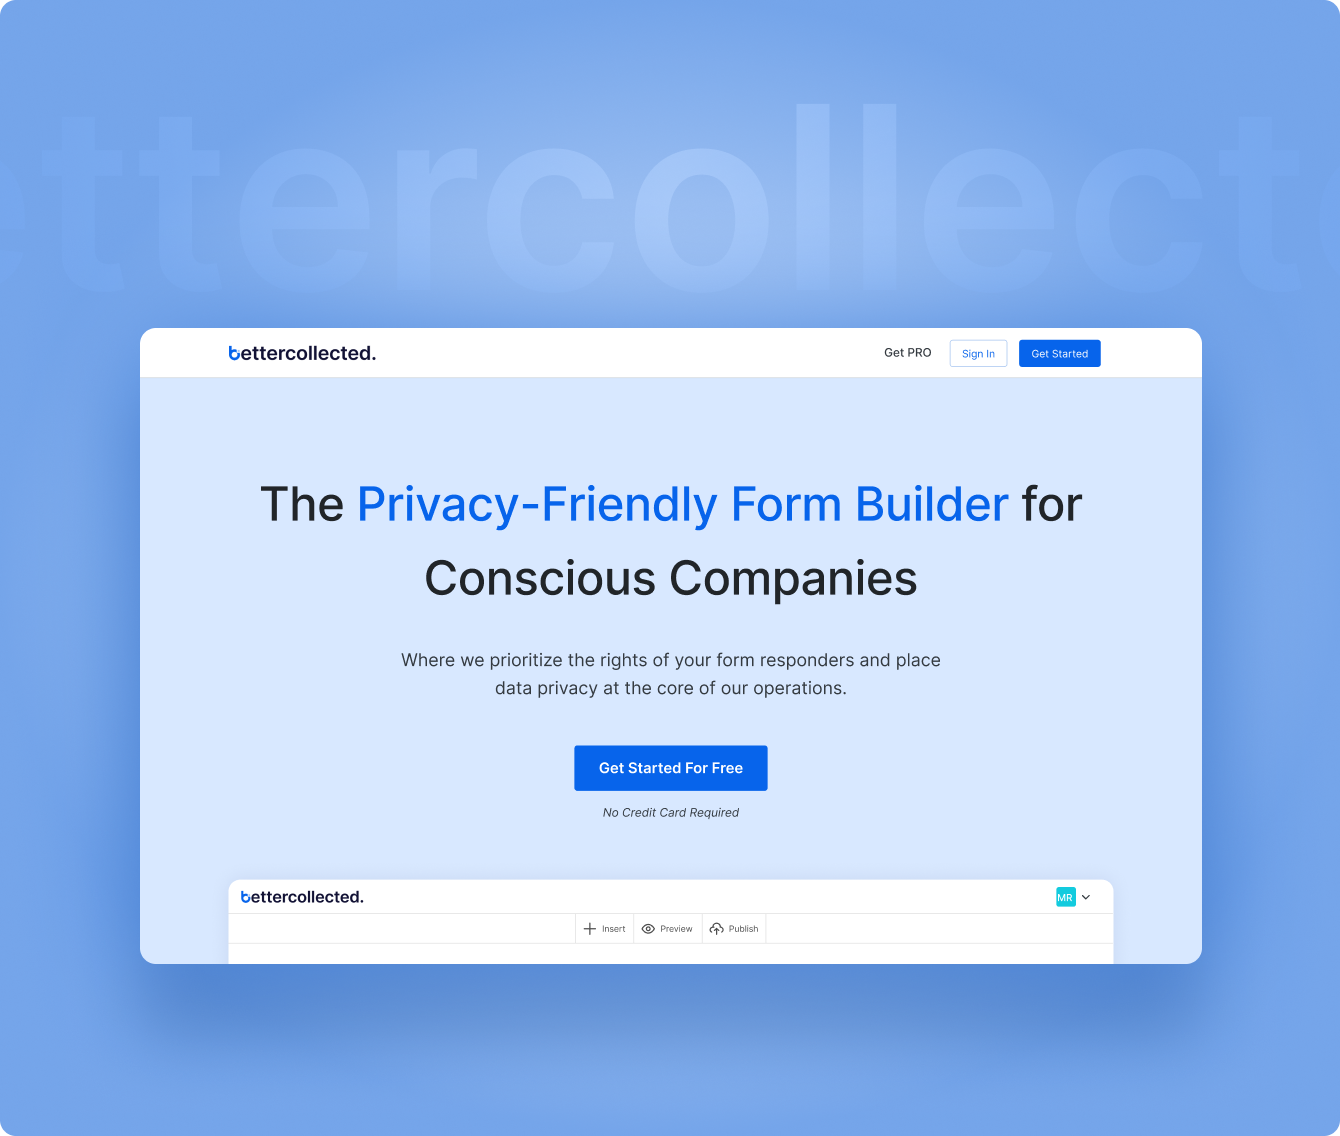 ettercollecte
bettercollected.
Get PRO
Sign In
Get Started
The Privacy-Friendly Form Builder for
Conscious Companies
Where we prioritize the rights of your form responders and place
data privacy at the core of our operations.
Get Started For Free
No Credit Card Required
bettercollected.
MR
Insert
Preview
Publish